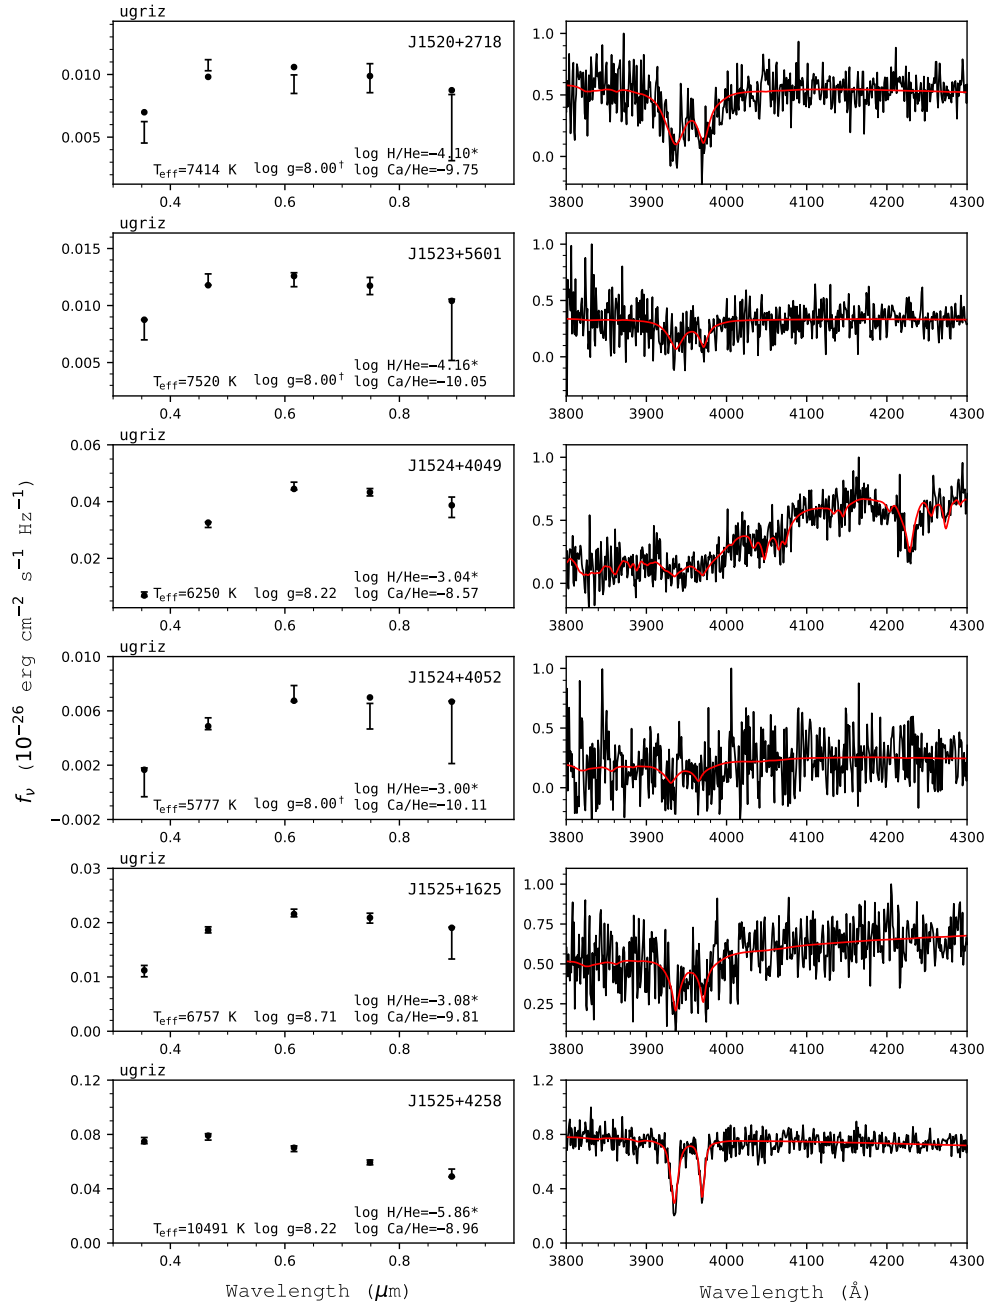 ugriz
J1520+2718
0.010
0.005
log H/He=−4.10*
T_eff=7414 K log g=8.00† log Ca/He=−9.75
0.4 0.6 0.8
1.0
0.5
0.0
3800 3900 4000 4100 4200 4300
ugriz
J1523+5601
0.015
0.010
0.005
log H/He=−4.16*
T_eff=7520 K log g=8.00† log Ca/He=−10.05
0.4 0.6 0.8
1.0
0.5
0.0
3800 3900 4000 4100 4200 4300
ugriz
J1524+4049
0.06
0.04
0.02
log H/He=−3.04*
T_eff=6250 K log g=8.22 log Ca/He=−8.57
0.4 0.6 0.8
1.0
0.5
0.0
3800 3900 4000 4100 4200 4300
ugriz
J1524+4052
0.010
0.006
0.002
−0.002
log H/He=−3.00*
T_eff=5777 K log g=8.00† log Ca/He=−10.11
0.4 0.6 0.8
1.0
0.5
0.0
3800 3900 4000 4100 4200 4300
ugriz
J1525+1625
0.03
0.02
0.01
0.00
log H/He=−3.08*
T_eff=6757 K log g=8.71 log Ca/He=−9.81
0.4 0.6 0.8
1.00
0.75
0.50
0.25
3800 3900 4000 4100 4200 4300
ugriz
J1525+4258
0.12
0.08
0.04
0.00
log H/He=−5.86*
T_eff=10491 K log g=8.22 log Ca/He=−8.96
0.4 0.6 0.8
1.2
0.8
0.4
0.0
3800 3900 4000 4100 4200 4300
f_ν (10⁻²⁶ erg cm⁻² s⁻¹ Hz⁻¹)
Wavelength (μm)
Wavelength (Å)